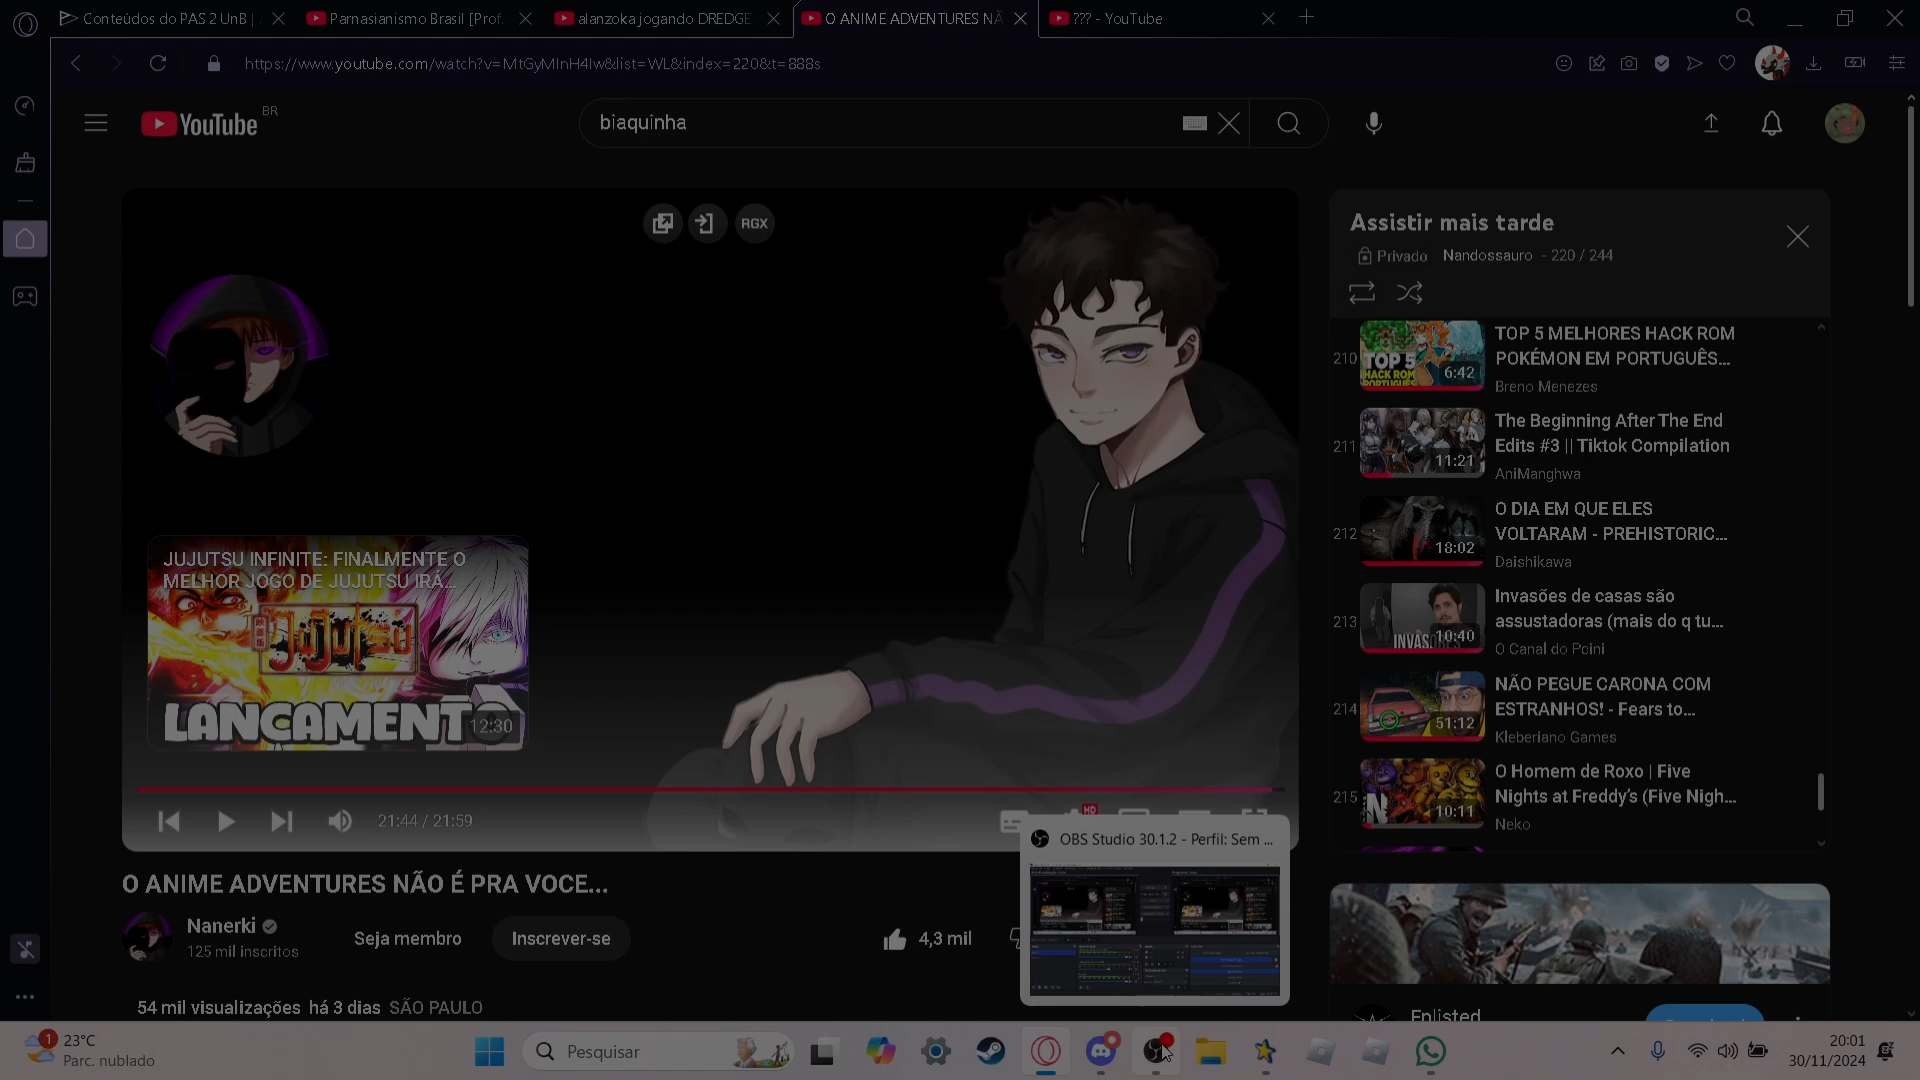 Conteúdos do PAS 2 UnB |
Parnasianismo Brasil [Prof.
alanzoka jogando DREDGE
O ANIME ADVENTURES NÃ
??? - YouTube
https://www.youtube.com/watch?v=MtGyMInH4Iw&list=WL&index=220&t=888s
YouTube BR
biaquinha
RGX
JUJUTSU INFINITE: FINALMENTE O
MELHOR JOGO DE JUJUTSU IRÁ...
LANÇAMENTO
12:30
21:44 / 21:59
HD
O ANIME ADVENTURES NÃO É PRA VOCE...
Nanerki
125 mil inscritos
Seja membro
Inscrever-se
4,3 mil
54 mil visualizações há 3 dias SÃO PAULO
OBS Studio 30.1.2 - Perfil: Sem ...
Assistir mais tarde
Privado Nandossauro - 220 / 244
210
TOP 5
HACK ROM
PORTUGUÊS
6:42
TOP 5 MELHORES HACK ROM
POKÉMON EM PORTUGUÊS...
Breno Menezes
211
11:21
The Beginning After The End
Edits #3 || Tiktok Compilation
AniManghwa
212
18:02
O DIA EM QUE ELES
VOLTARAM - PREHISTORIC...
Daishikawa
213
INVASORES
10:40
Invasões de casas são
assustadoras (mais do q tu...
O Canal do Pcini
214
51:12
NÃO PEGUE CARONA COM
ESTRANHOS! - Fears to...
Kleberiano Games
215
10:11
O Homem de Roxo | Five
Nights at Freddy's (Five Nigh...
Neko
Enlisted
1
23°C
Parc. nublado
Pesquisar
20:01
30/11/2024